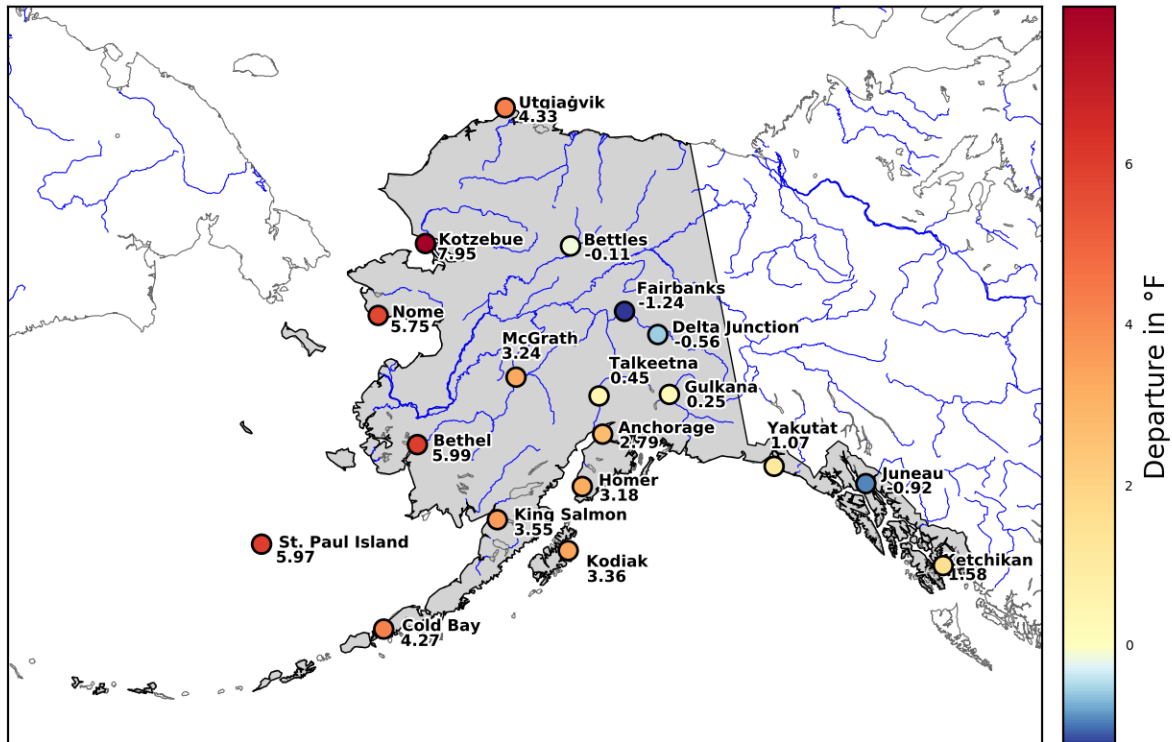 Utqiaġvik
4.33
Kotzebue
7.95
Bettles
-0.11
Fairbanks
-1.24
Nome
5.75
Delta Junction
-0.56
McGrath
3.24
Talkeetna
0.45
Gulkana
0.25
Anchorage
2.79
Bethel
5.99
Yakutat
1.07
Juneau
-0.92
Homer
3.18
King Salmon
3.55
St. Paul Island
5.97
Kodiak
3.36
Ketchikan
1.58
Cold Bay
4.27
6
4
2
0
Departure in °F